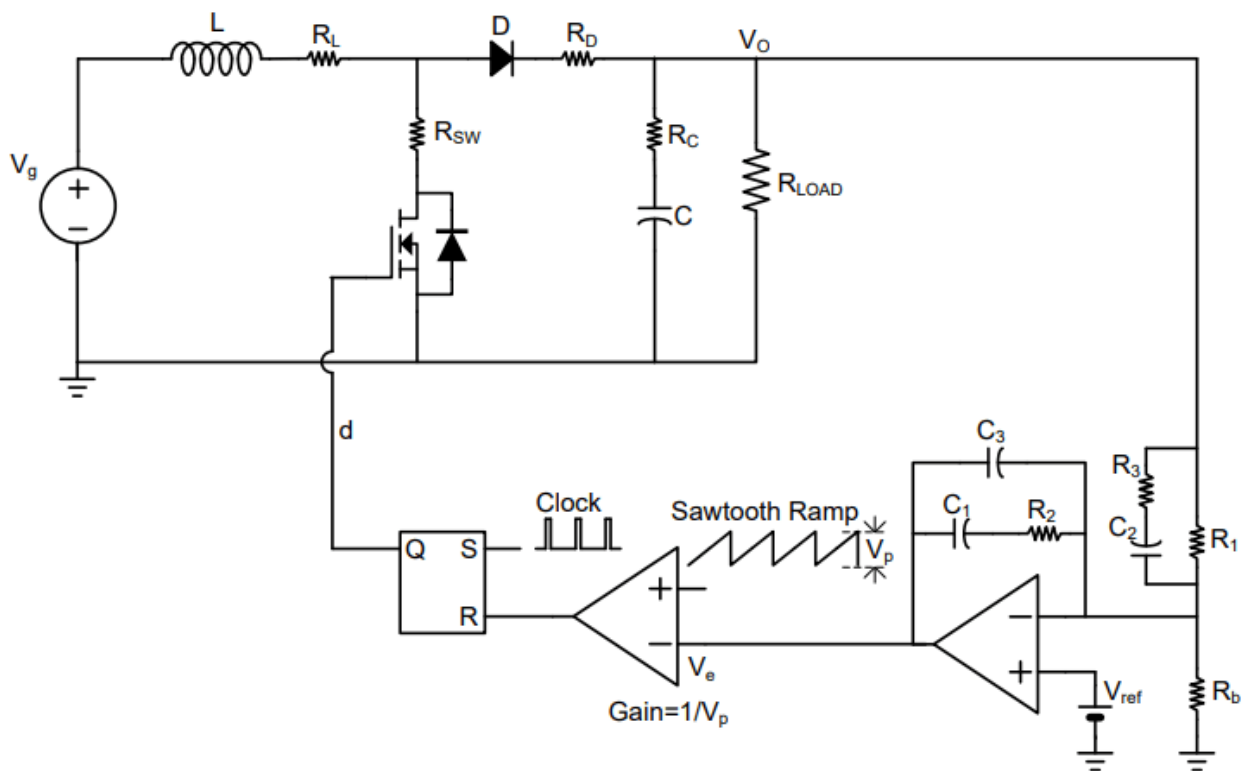 L
R_L
D
R_D
V_O
R_SW
R_C
R_LOAD
V_g
+
−
C
d
C_3
R_3
Clock
Sawtooth Ramp
C_1
R_2
V_p
C_2
R_1
Q
S
+
−
R
−
V_e
+
V_ref
R_b
Gain=1/V_p